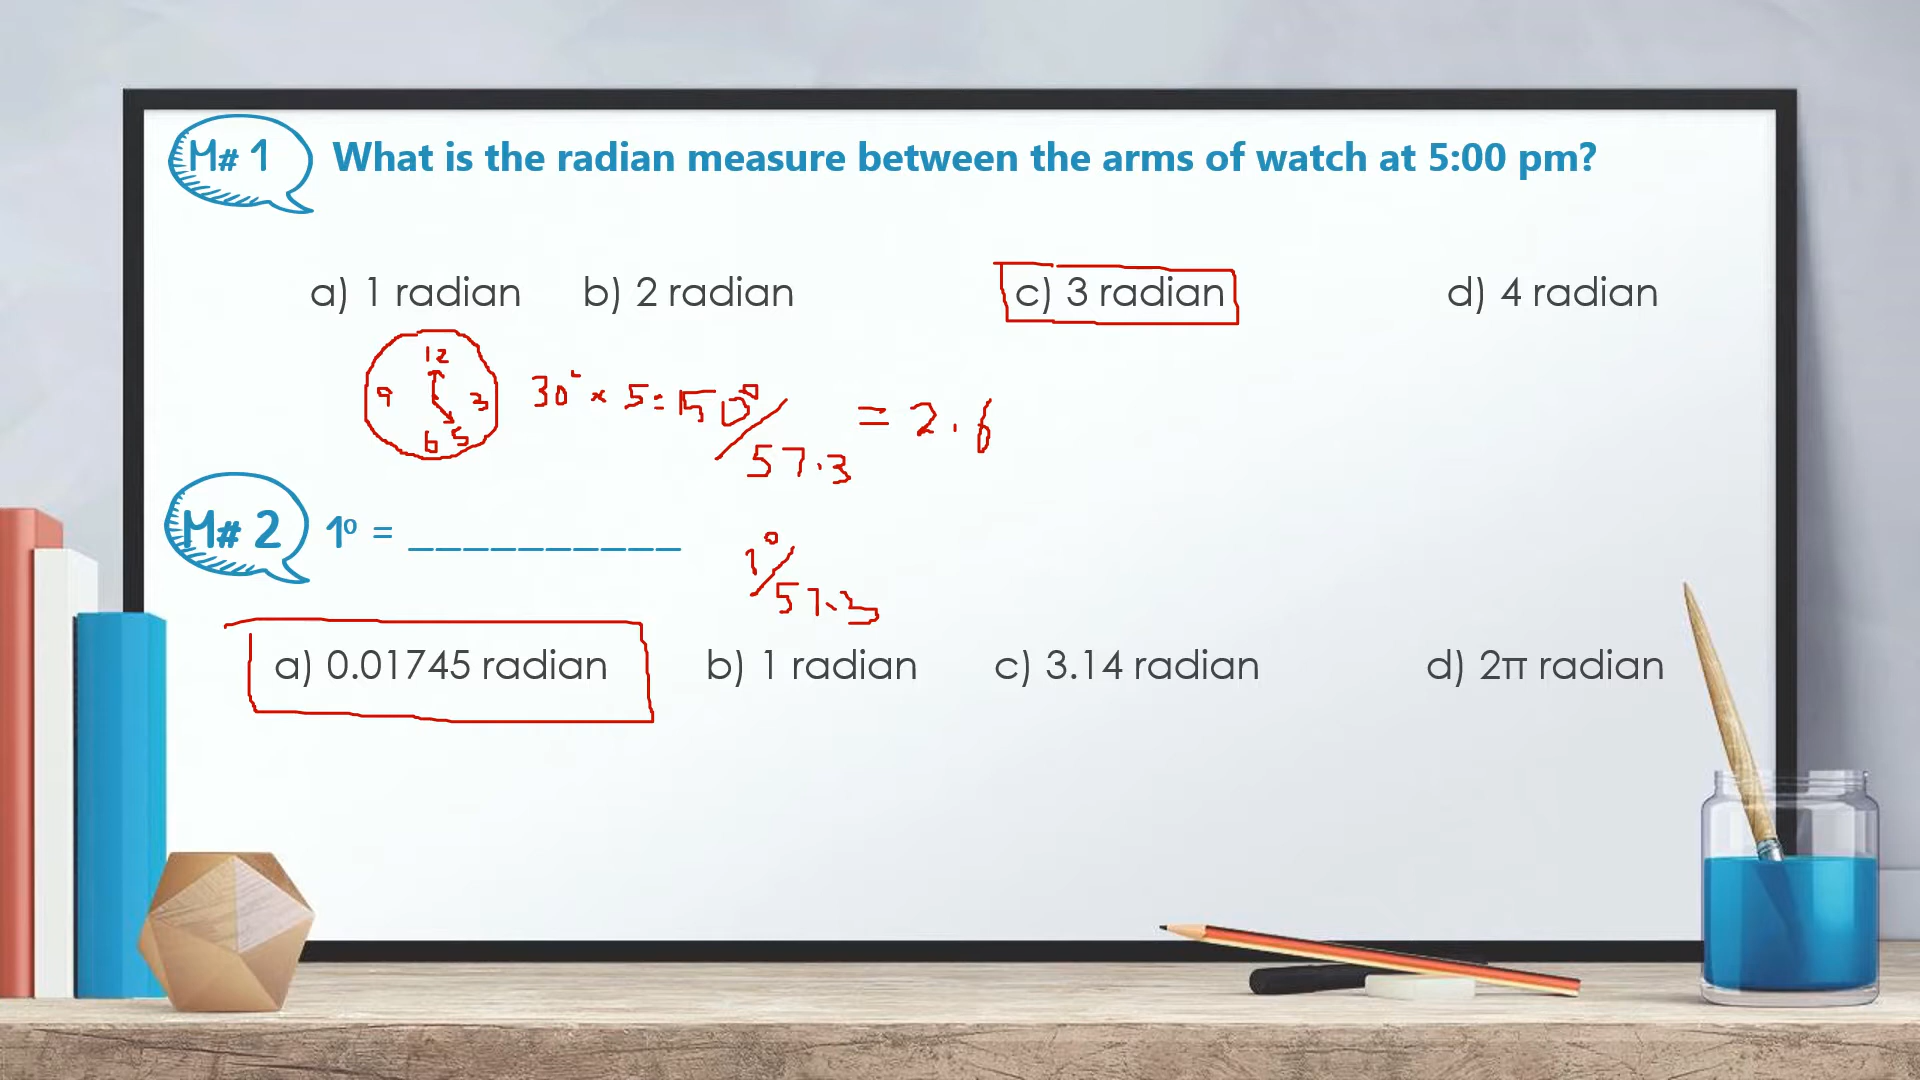 M# 1 What is the radian measure between the arms of watch at 5:00 pm?
a) 1 radian b) 2 radian c) 3 radian d) 4 radian
12
9 3
6 5
30° × 5 = 150°/57.3 = 2.6
M# 2 1⁰ = __________
1°/57.3
a) 0.01745 radian b) 1 radian c) 3.14 radian d) 2π radian